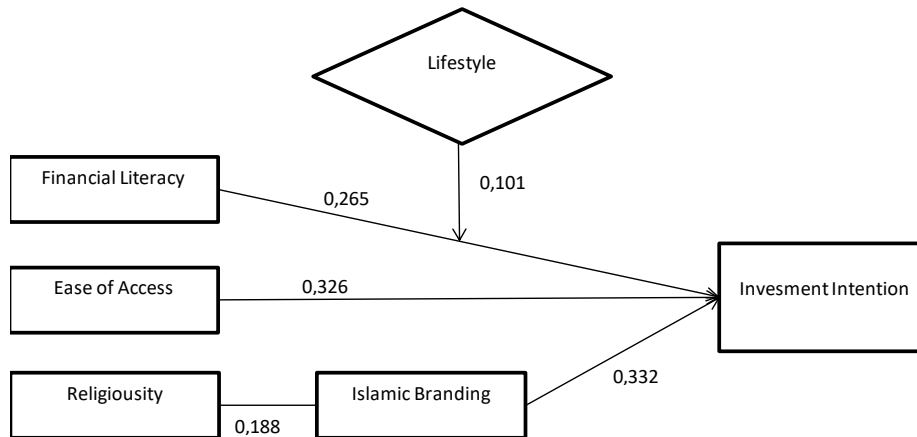 Lifestyle
0,101
Financial Literacy
0,265
Ease of Access
0,326
Invesment Intention
Religiousity
0,188
Islamic Branding
0,332